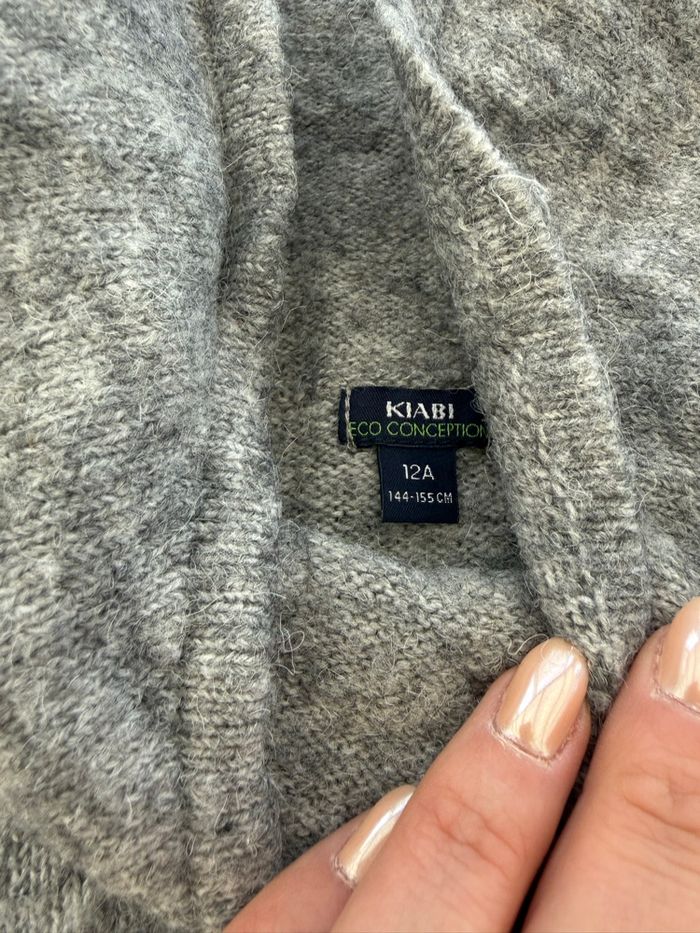 KIABI
ECO CONCEPTION
12A
144-155 CM